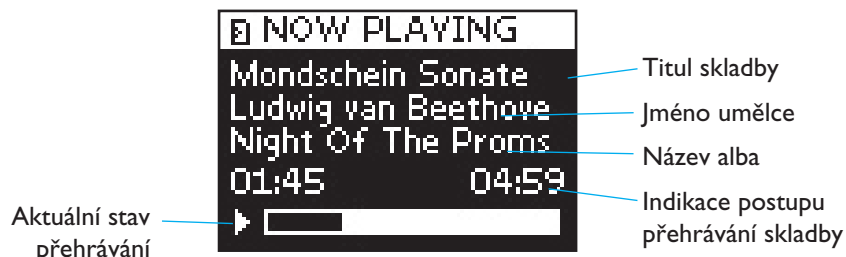 NOW PLAYING
Mondschein Sonate
Ludwig van Beethove
Night Of The Proms
01:45 04:59
Titul skladby
Jméno umělce
Název alba
Indikace postupu
přehrávání skladby
Aktuální stav
přehrávání